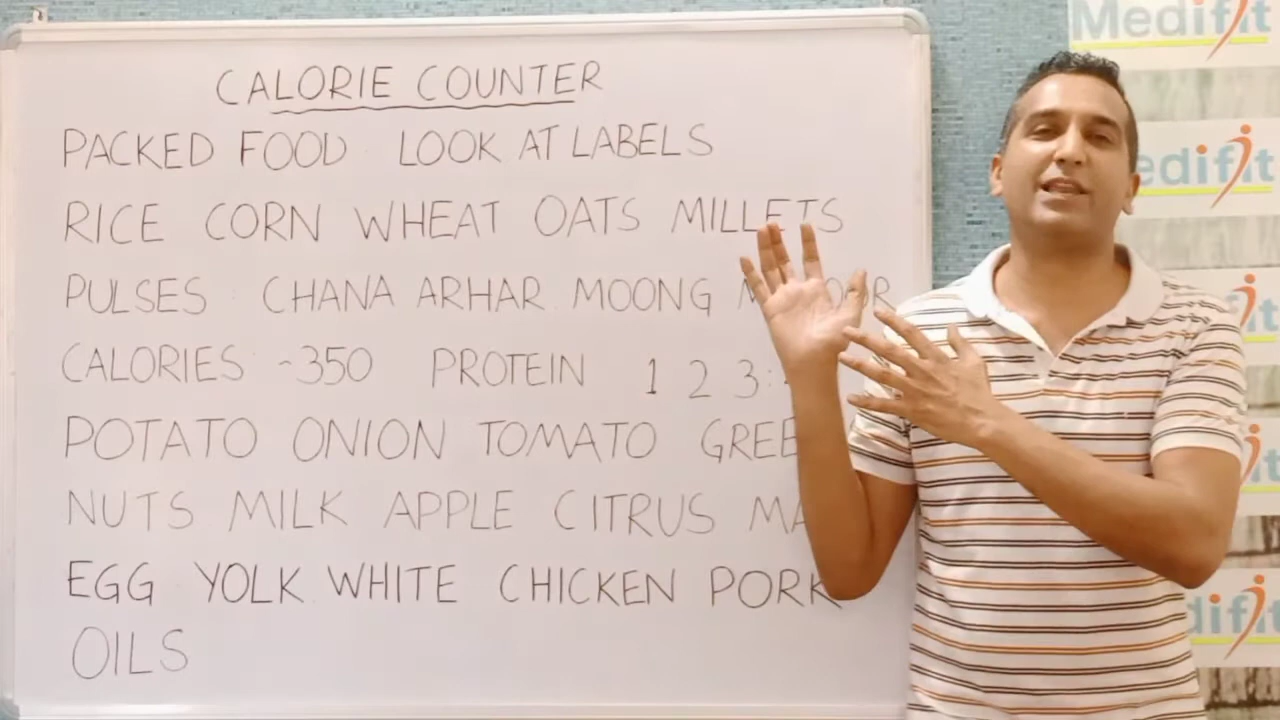 CALORIE COUNTER
PACKED FOOD LOOK AT LABELS
RICE CORN WHEAT OATS MILLETS
PULSES CHANA ARHAR MOONG
CALORIES ~350 PROTEIN 1 2 3:
POTATO ONION TOMATO
NUTS MILK APPLE CITRUS
EGG YOLK WHITE CHICKEN PORK
OILS
Medifit
Medifit